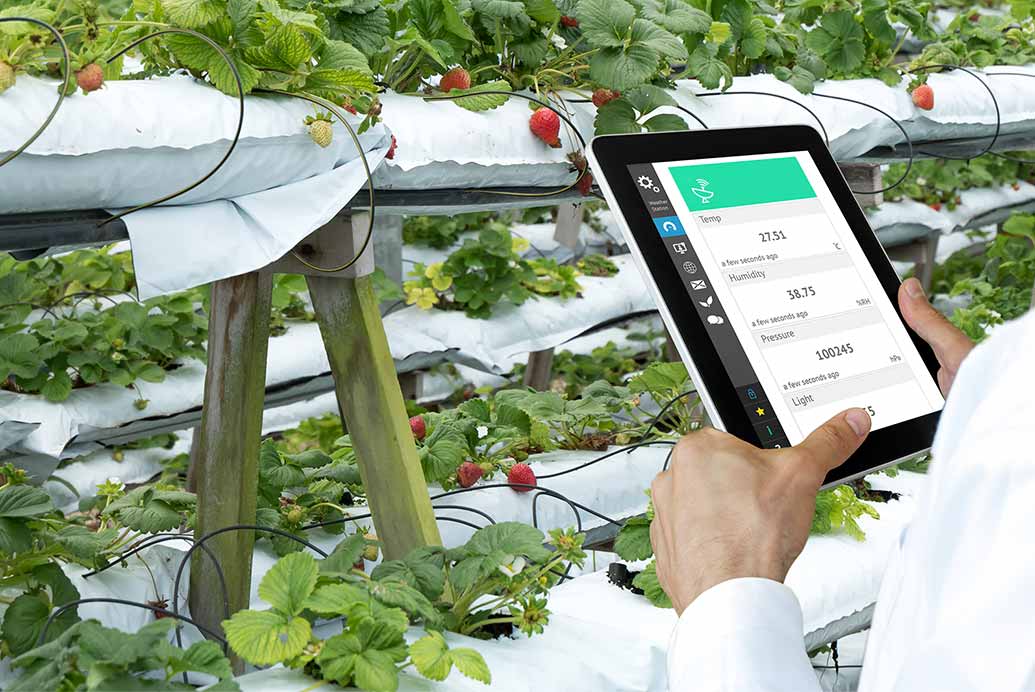 Weather
Station
Temp
27.51
°C
a few seconds ago
Humidity
38.75
%RH
a few seconds ago
Pressure
100245
hPa
a few seconds ago
Light
5